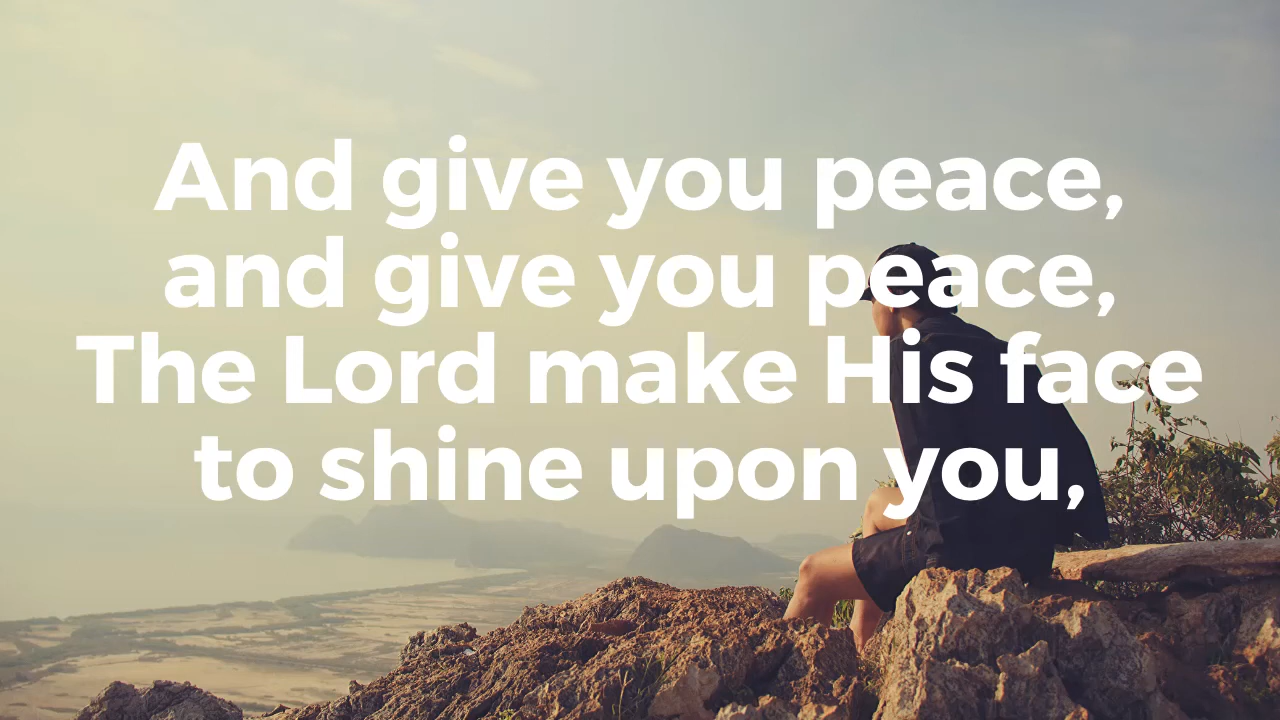 And give you peace,
and give you peace,
The Lord make His face
to shine upon you,